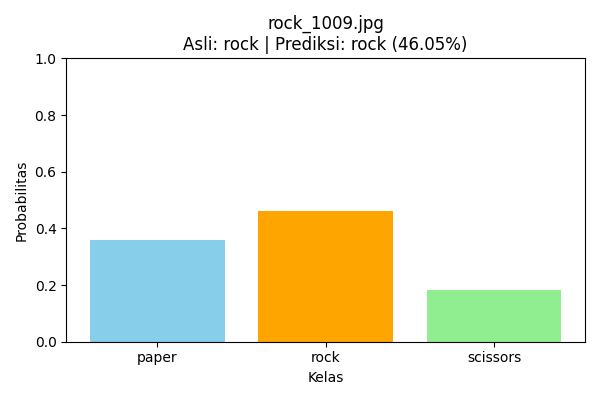 rock_1009.jpg
Asli: rock | Prediksi: rock (46.05%)
1.0
0.8
0.6
0.4
0.2
0.0
Probabilitas
paper rock scissors
Kelas